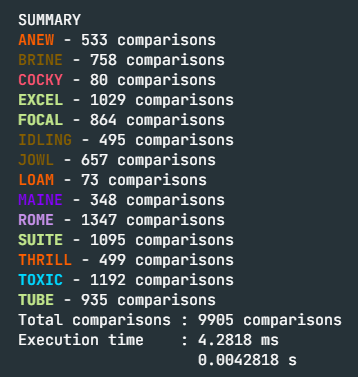 SUMMARY
ANEW - 533 comparisons
BRINE - 758 comparisons
COCKY - 80 comparisons
EXCEL - 1029 comparisons
FOCAL - 864 comparisons
IDLING - 495 comparisons
JOWL - 657 comparisons
LOAM - 73 comparisons
MAINE - 348 comparisons
ROME - 1347 comparisons
SUITE - 1095 comparisons
THRILL - 499 comparisons
TOXIC - 1192 comparisons
TUBE - 935 comparisons
Total comparisons : 9905 comparisons
Execution time : 4.2818 ms
0.0042818 s